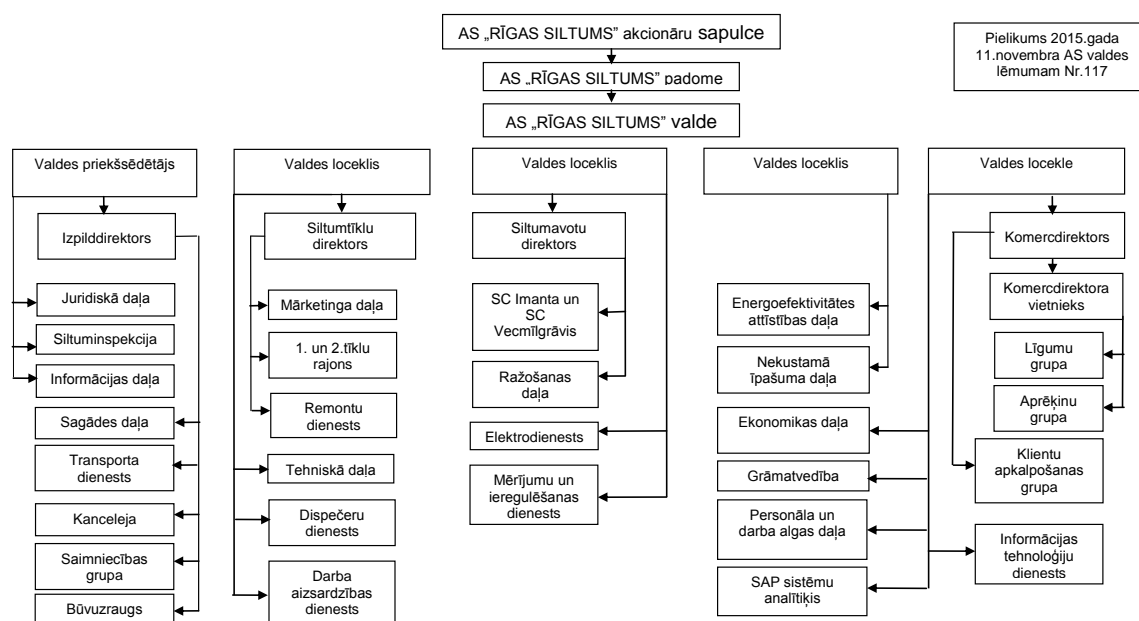 AS „RĪGAS SILTUMS” akcionāru sapulce
Pielikums 2015.gada
11.novembra AS valdes
lēmumam Nr.117
AS „RĪGAS SILTUMS” padome
AS „RĪGAS SILTUMS” valde
Valdes priekšsēdētājs
Izpilddirektors
Juridiskā daļa
Siltuminspekcija
Informācijas daļa
Sagādes daļa
Transporta
dienests
Kanceleja
Saimniecības
grupa
Būvuzraugs
Valdes loceklis
Siltumtīklu
direktors
Mārketinga daļa
1. un 2.tīklu
rajons
Remontu
dienests
Tehniskā daļa
Dispečeru
dienests
Darba
aizsardzības
dienests
Valdes loceklis
Siltumavotu
direktors
SC Imanta un
SC
Vecmīlgrāvis
Ražošanas
daļa
Elektrodienests
Mērījumu un
ieregulēšanas
dienests
Valdes loceklis
Energoefektivitātes
attīstības daļa
Nekustamā
īpašuma daļa
Ekonomikas daļa
Grāmatvedība
Personāla un
darba algas daļa
SAP sistēmu
analītiķis
Valdes locekle
Komercdirektors
Komercdirektora
vietnieks
Līgumu
grupa
Aprēķinu
grupa
Klientu
apkalpošanas
grupa
Informācijas
tehnoloģiju
dienests